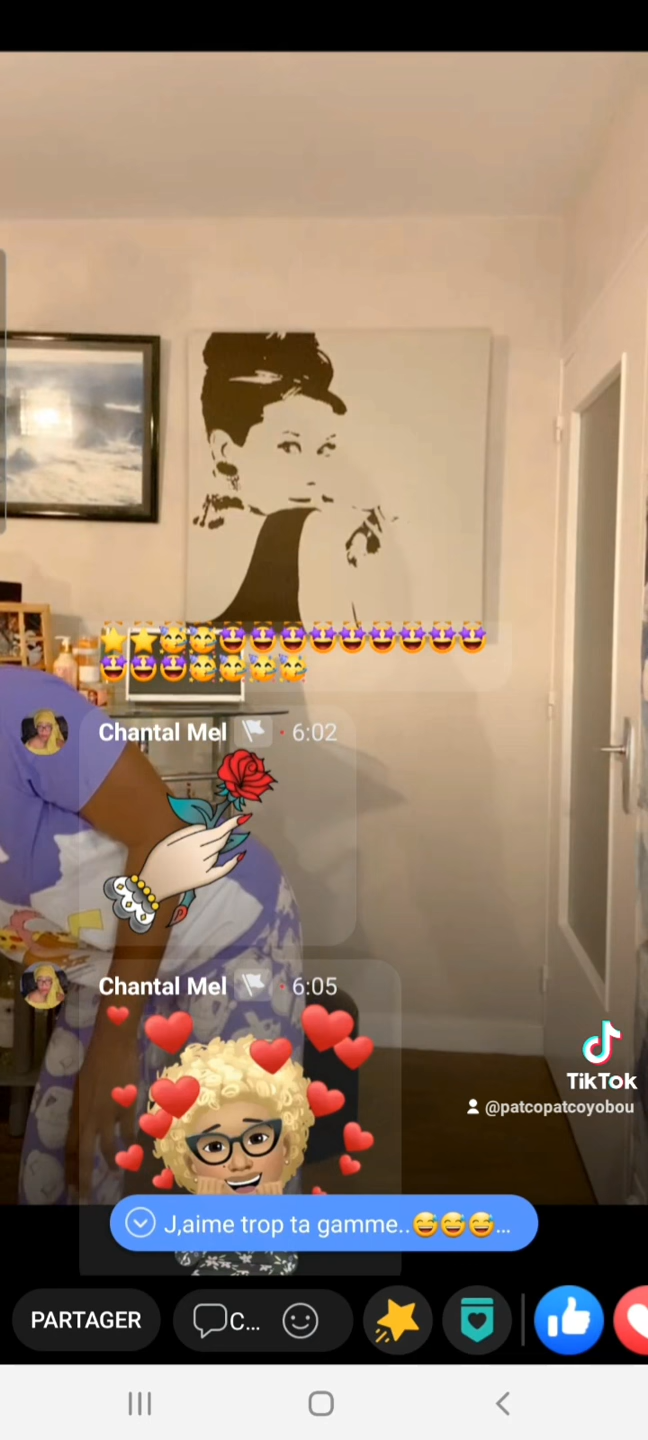 Chantal Mel · 6:02
Chantal Mel · 6:05
TikTok
@patcopatcoyobou
J,aime trop ta gamme..😅😅😅...
PARTAGER
C...